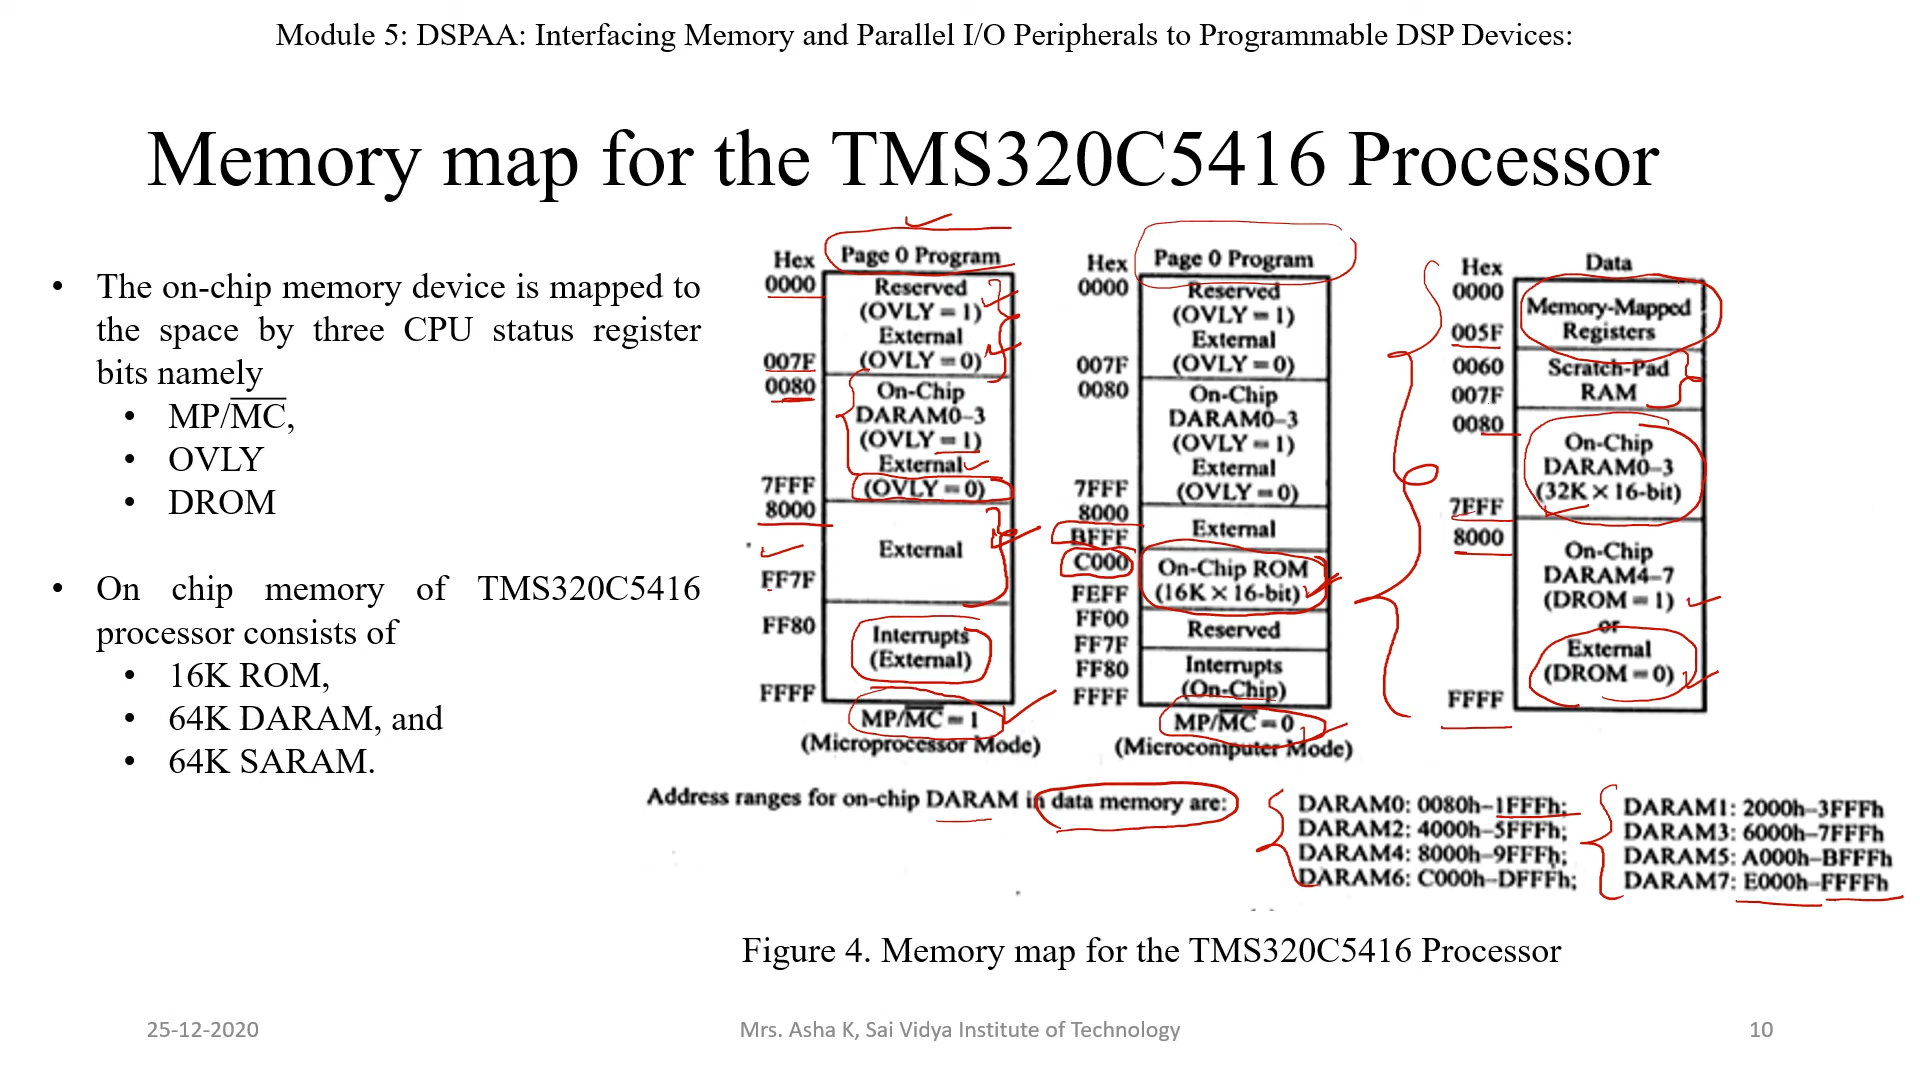 Module 5: DSPAA: Interfacing Memory and Parallel I/O Peripherals to Programmable DSP Devices:
Memory map for the TMS320C5416 Processor
• The on-chip memory device is mapped to
the space by three CPU status register
bits namely
• MP/M̅C̅,
• OVLY
• DROM
• On chip memory of TMS320C5416
processor consists of
• 16K ROM,
• 64K DARAM, and
• 64K SARAM.
Hex
Page 0 Program
0000
Reserved
(OVLY = 1)
External
007F
(OVLY = 0)
0080
On-Chip
DARAM0–3
(OVLY = 1)
External
7FFF
(OVLY = 0)
8000
External
FF7F
FF80
Interrupts
(External)
FFFF
MP/M̅C̅ = 1
(Microprocessor Mode)
Hex
Page 0 Program
0000
Reserved
(OVLY = 1)
External
007F
(OVLY = 0)
0080
On-Chip
DARAM0–3
(OVLY = 1)
External
7FFF
(OVLY = 0)
8000
External
BFFF
C000
On-Chip ROM
FEFF
(16K × 16-bit)
FF00
Reserved
FF7F
FF80
Interrupts
(On-Chip)
FFFF
MP/M̅C̅ = 0
(Microcomputer Mode)
Hex
Data
0000
Memory-Mapped
Registers
005F
0060
Scratch-Pad
RAM
007F
0080
On-Chip
DARAM0–3
(32K × 16-bit)
7FFF
8000
On-Chip
DARAM4–7
(DROM = 1)
or
External
(DROM = 0)
FFFF
Address ranges for on-chip DARAM in data memory are:
DARAM0: 0080h–1FFFh; DARAM1: 2000h–3FFFh
DARAM2: 4000h–5FFFh; DARAM3: 6000h–7FFFh
DARAM4: 8000h–9FFFh; DARAM5: A000h–BFFFh
DARAM6: C000h–DFFFh; DARAM7: E000h–FFFFh
Figure 4. Memory map for the TMS320C5416 Processor
25-12-2020
Mrs. Asha K, Sai Vidya Institute of Technology
10